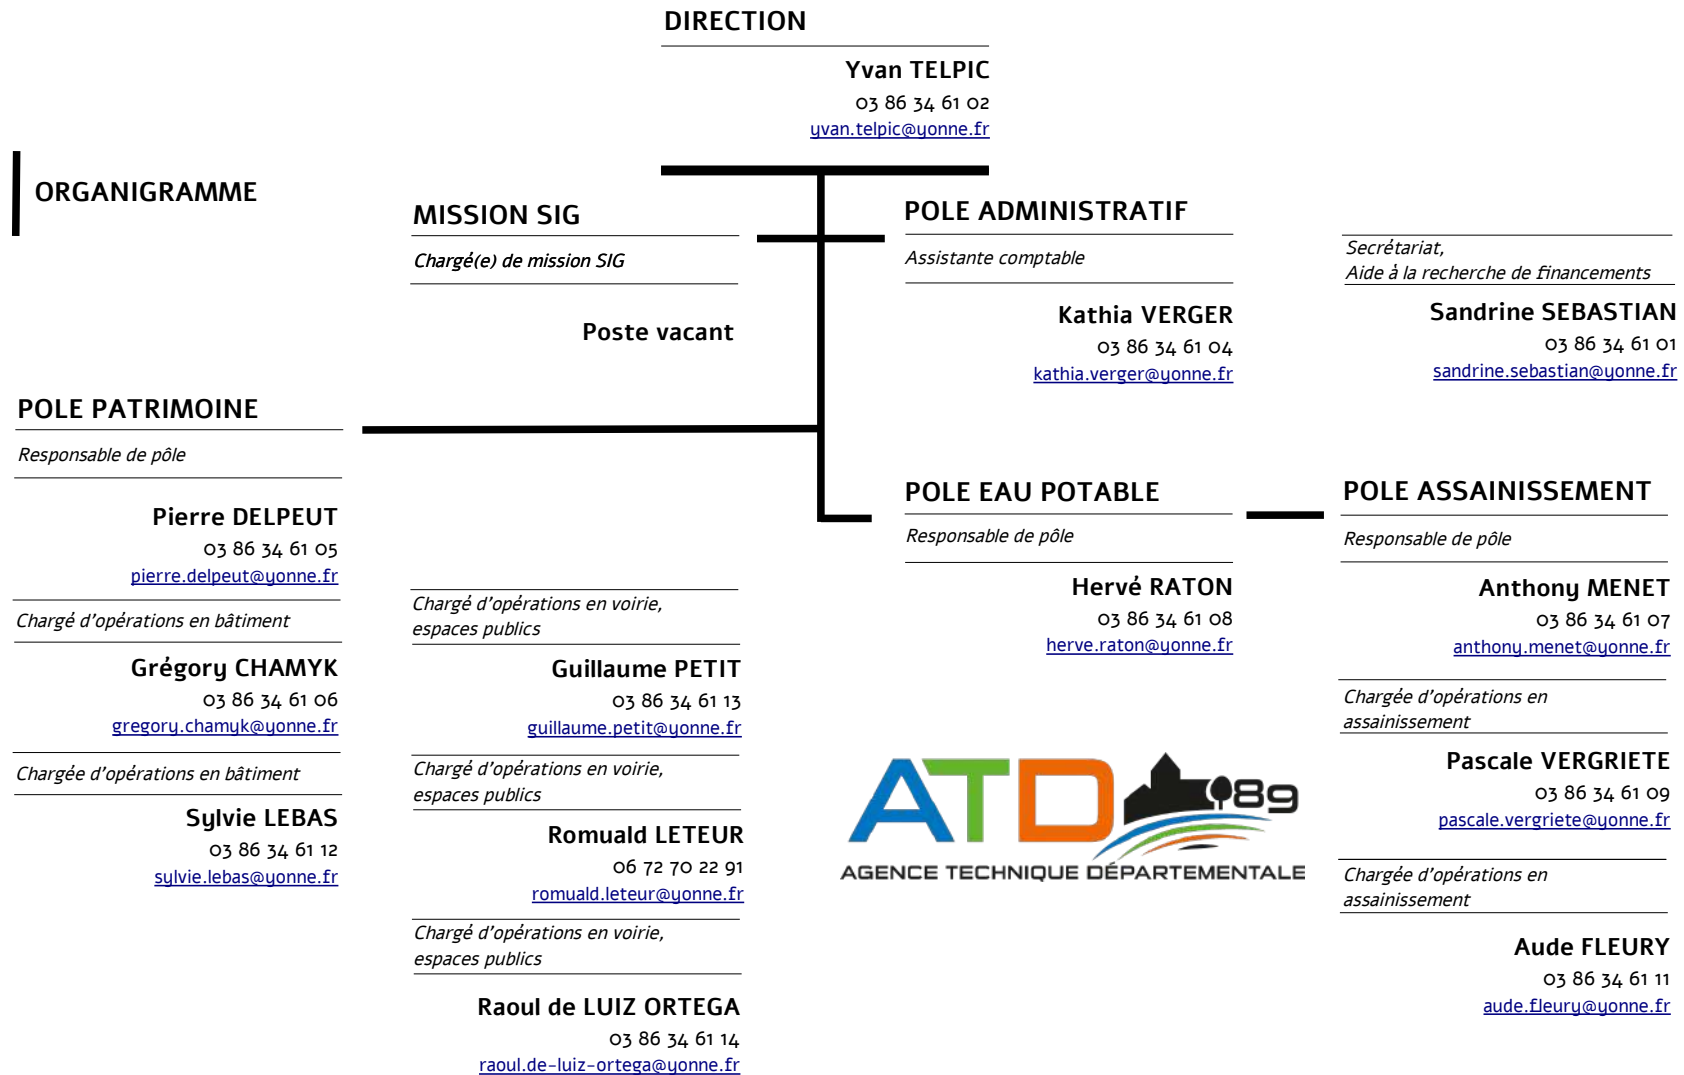 DIRECTION
Yvan TELPIC
03 86 34 61 02
yvan.telpic@yonne.fr
ORGANIGRAMME
MISSION SIG
Chargé(e) de mission SIG
Poste vacant
POLE ADMINISTRATIF
Assistante comptable
Kathia VERGER
03 86 34 61 04
kathia.verger@yonne.fr
Secrétariat,
Aide à la recherche de financements
Sandrine SEBASTIAN
03 86 34 61 01
sandrine.sebastian@yonne.fr
POLE PATRIMOINE
Responsable de pôle
Pierre DELPEUT
03 86 34 61 05
pierre.delpeut@yonne.fr
Chargé d'opérations en bâtiment
Grégory CHAMYK
03 86 34 61 06
gregory.chamyk@yonne.fr
Chargée d'opérations en bâtiment
Sylvie LEBAS
03 86 34 61 12
sylvie.lebas@yonne.fr
Chargé d'opérations en voirie,
espaces publics
Guillaume PETIT
03 86 34 61 13
guillaume.petit@yonne.fr
Chargé d'opérations en voirie,
espaces publics
Romuald LETEUR
06 72 70 22 91
romuald.leteur@yonne.fr
Chargé d'opérations en voirie,
espaces publics
Raoul de LUIZ ORTEGA
03 86 34 61 14
raoul.de-luiz-ortega@yonne.fr
POLE EAU POTABLE
Responsable de pôle
Hervé RATON
03 86 34 61 08
herve.raton@yonne.fr
POLE ASSAINISSEMENT
Responsable de pôle
Anthony MENET
03 86 34 61 07
anthony.menet@yonne.fr
Chargée d'opérations en
assainissement
Pascale VERGRIETE
03 86 34 61 09
pascale.vergriete@yonne.fr
Chargée d'opérations en
assainissement
Aude FLEURY
03 86 34 61 11
aude.fleury@yonne.fr
ATD 89
AGENCE TECHNIQUE DÉPARTEMENTALE